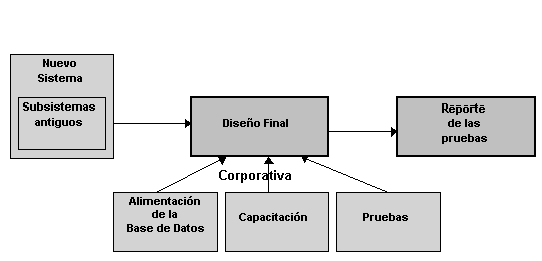 Nuevo
Sistema
Subsistemas
antiguos
Diseño Final
Reporte
de las
pruebas
Corporativa
Alimentación
de la
Base de Datos
Capacitación
Pruebas